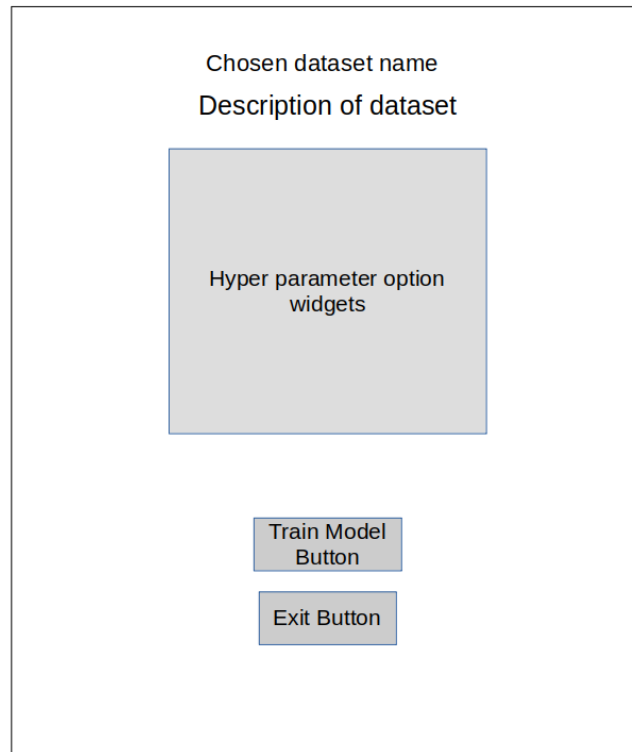 Chosen dataset name
Description of dataset
Hyper parameter option
widgets
Train Model
Button
Exit Button